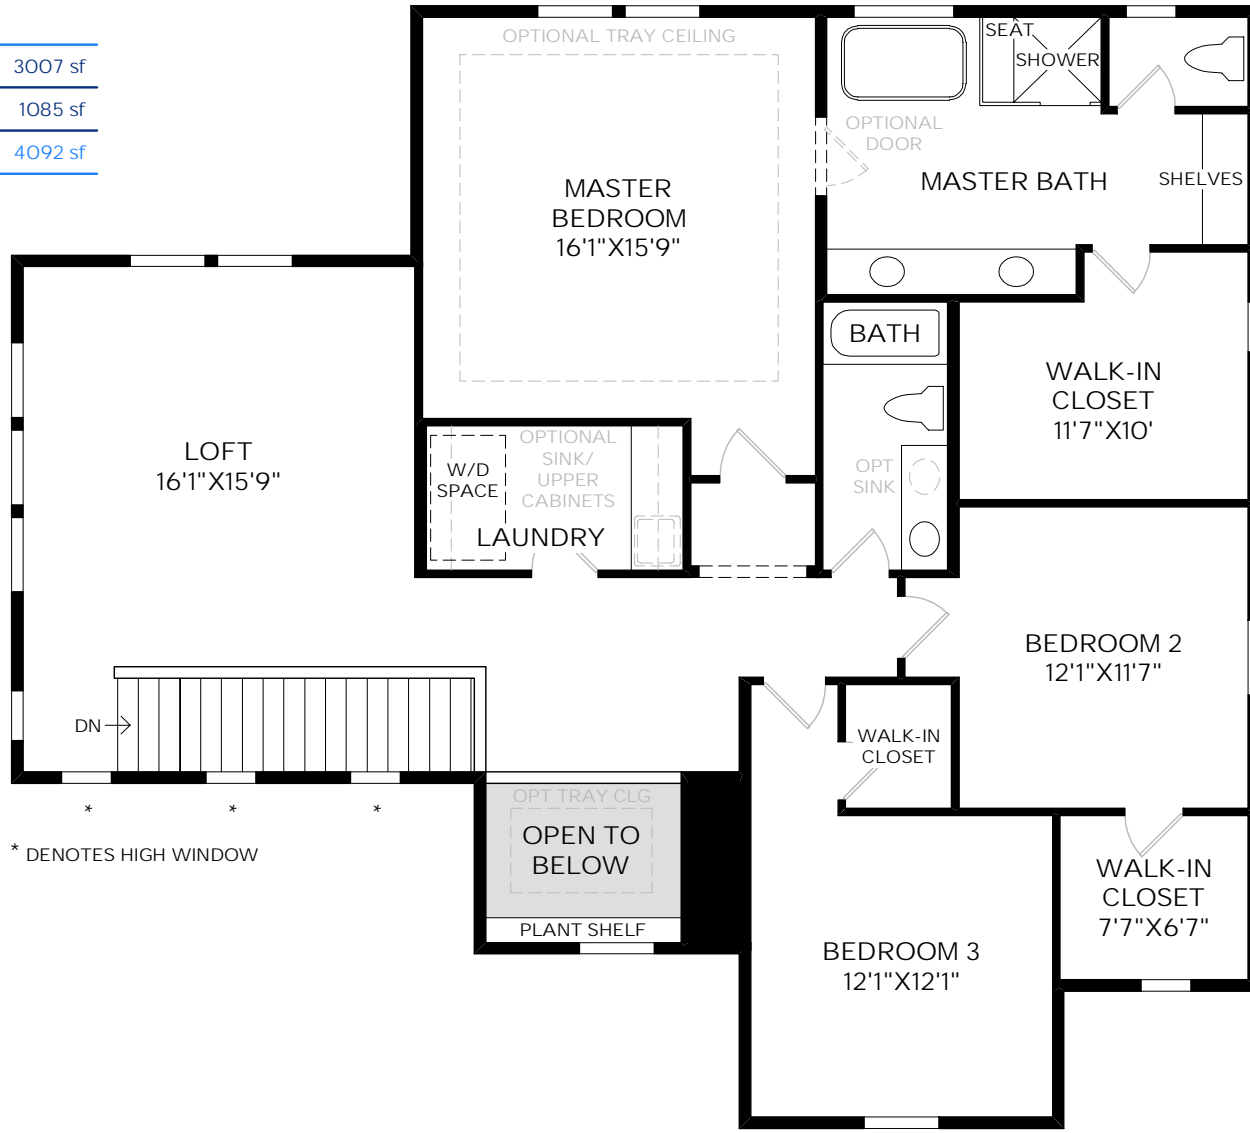 3007 sf
1085 sf
4092 sf
OPTIONAL TRAY CEILING
MASTER
BEDROOM
16'1"X15'9"
SEAT
SHOWER
OPTIONAL
DOOR
MASTER BATH
SHELVES
BATH
WALK-IN
CLOSET
11'7"X10'
LOFT
16'1"X15'9"
W/D
SPACE
OPTIONAL
SINK/
UPPER
CABINETS
LAUNDRY
OPT
SINK
BEDROOM 2
12'1"X11'7"
DN
WALK-IN
CLOSET
* * *
* DENOTES HIGH WINDOW
OPT TRAY CLG
OPEN TO
BELOW
PLANT SHELF
BEDROOM 3
12'1"X12'1"
WALK-IN
CLOSET
7'7"X6'7"